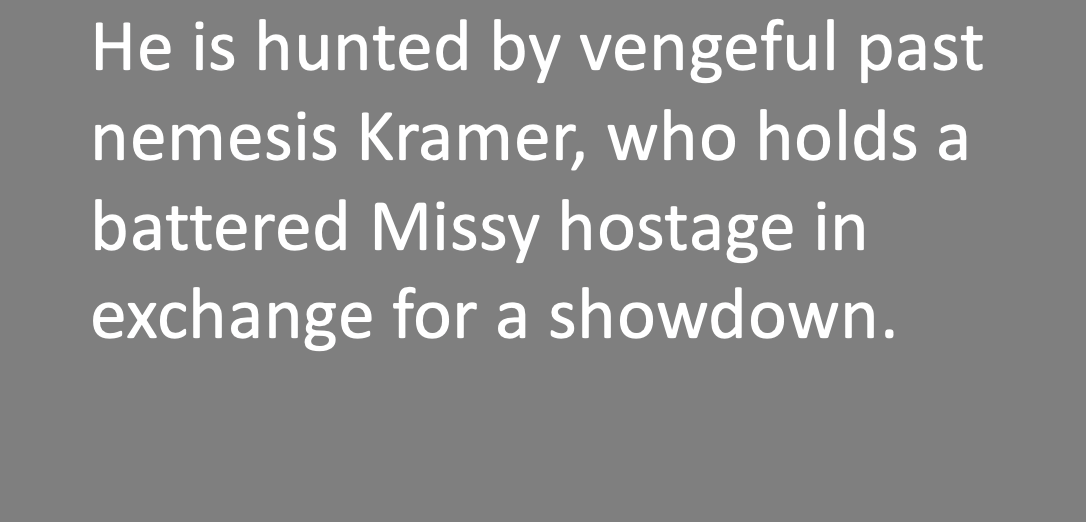 He is hunted by vengeful past
nemesis Kramer, who holds a
battered Missy hostage in
exchange for a showdown.